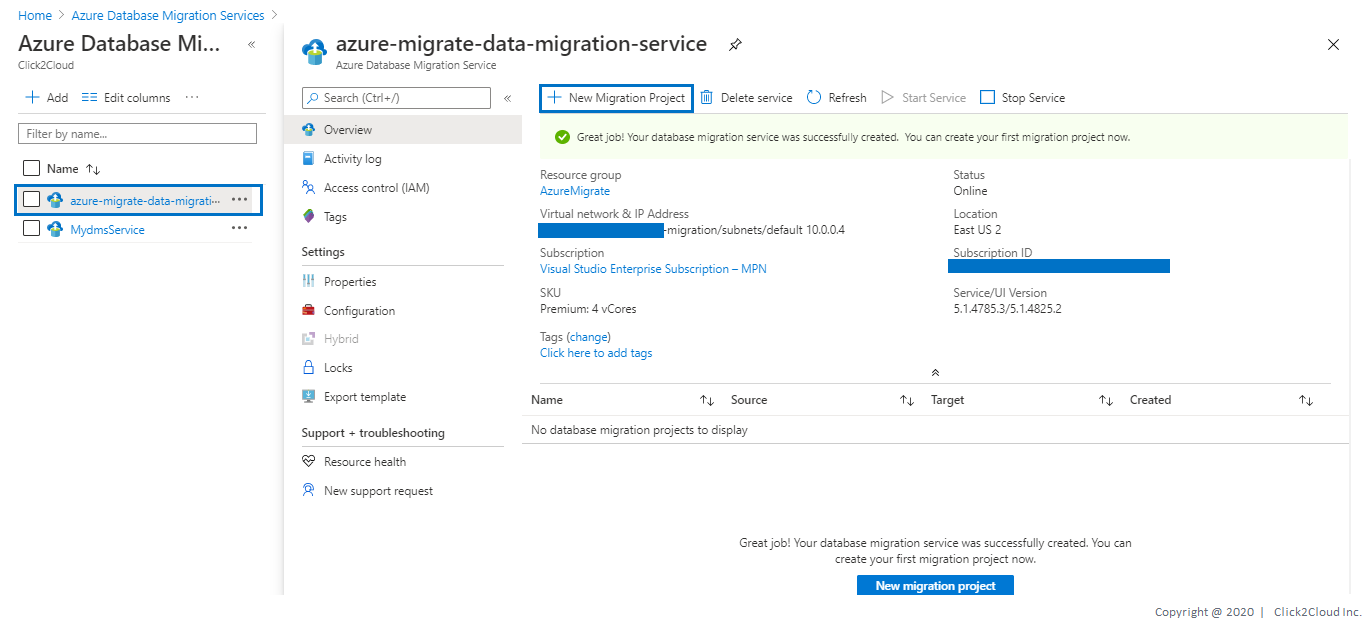 Home > Azure Database Migration Services >
Azure Database Mi...
Click2Cloud
Add Edit columns ...
Filter by name...
Name
azure-migrate-data-migrati...
MydmsService
azure-migrate-data-migration-service
Azure Database Migration Service
Search (Ctrl+/)
Overview
Activity log
Access control (IAM)
Tags
Settings
Properties
Configuration
Hybrid
Locks
Export template
Support + troubleshooting
Resource health
New support request
New Migration Project Delete service Refresh Start Service Stop Service
Great job! Your database migration service was successfully created. You can create your first migration project now.
Resource group
AzureMigrate
Virtual network & IP Address
-migration/subnets/default 10.0.0.4
Subscription
Visual Studio Enterprise Subscription – MPN
SKU
Premium: 4 vCores
Tags (change)
Click here to add tags
Status
Online
Location
East US 2
Subscription ID
Service/UI Version
5.1.4785.3/5.1.4825.2
Name Source Target Created
No database migration projects to display
Great job! Your database migration service was successfully created. You can
create your first migration project now.
New migration project
Copyright @ 2020 | Click2Cloud Inc.